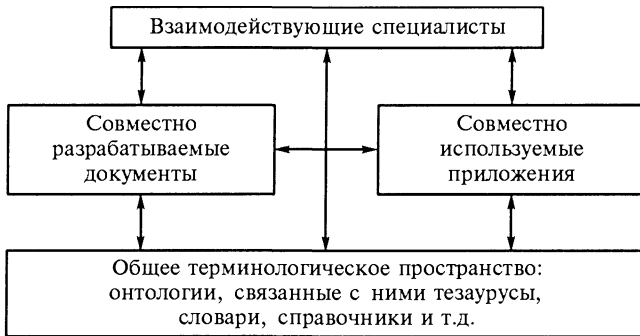 Взаимодействующие специалисты
Совместно
разрабатываемые
документы
Совместно
используемые
приложения
Общее терминологическое пространство:
онтологии, связанные с ними тезаурусы,
словари, справочники и т.д.